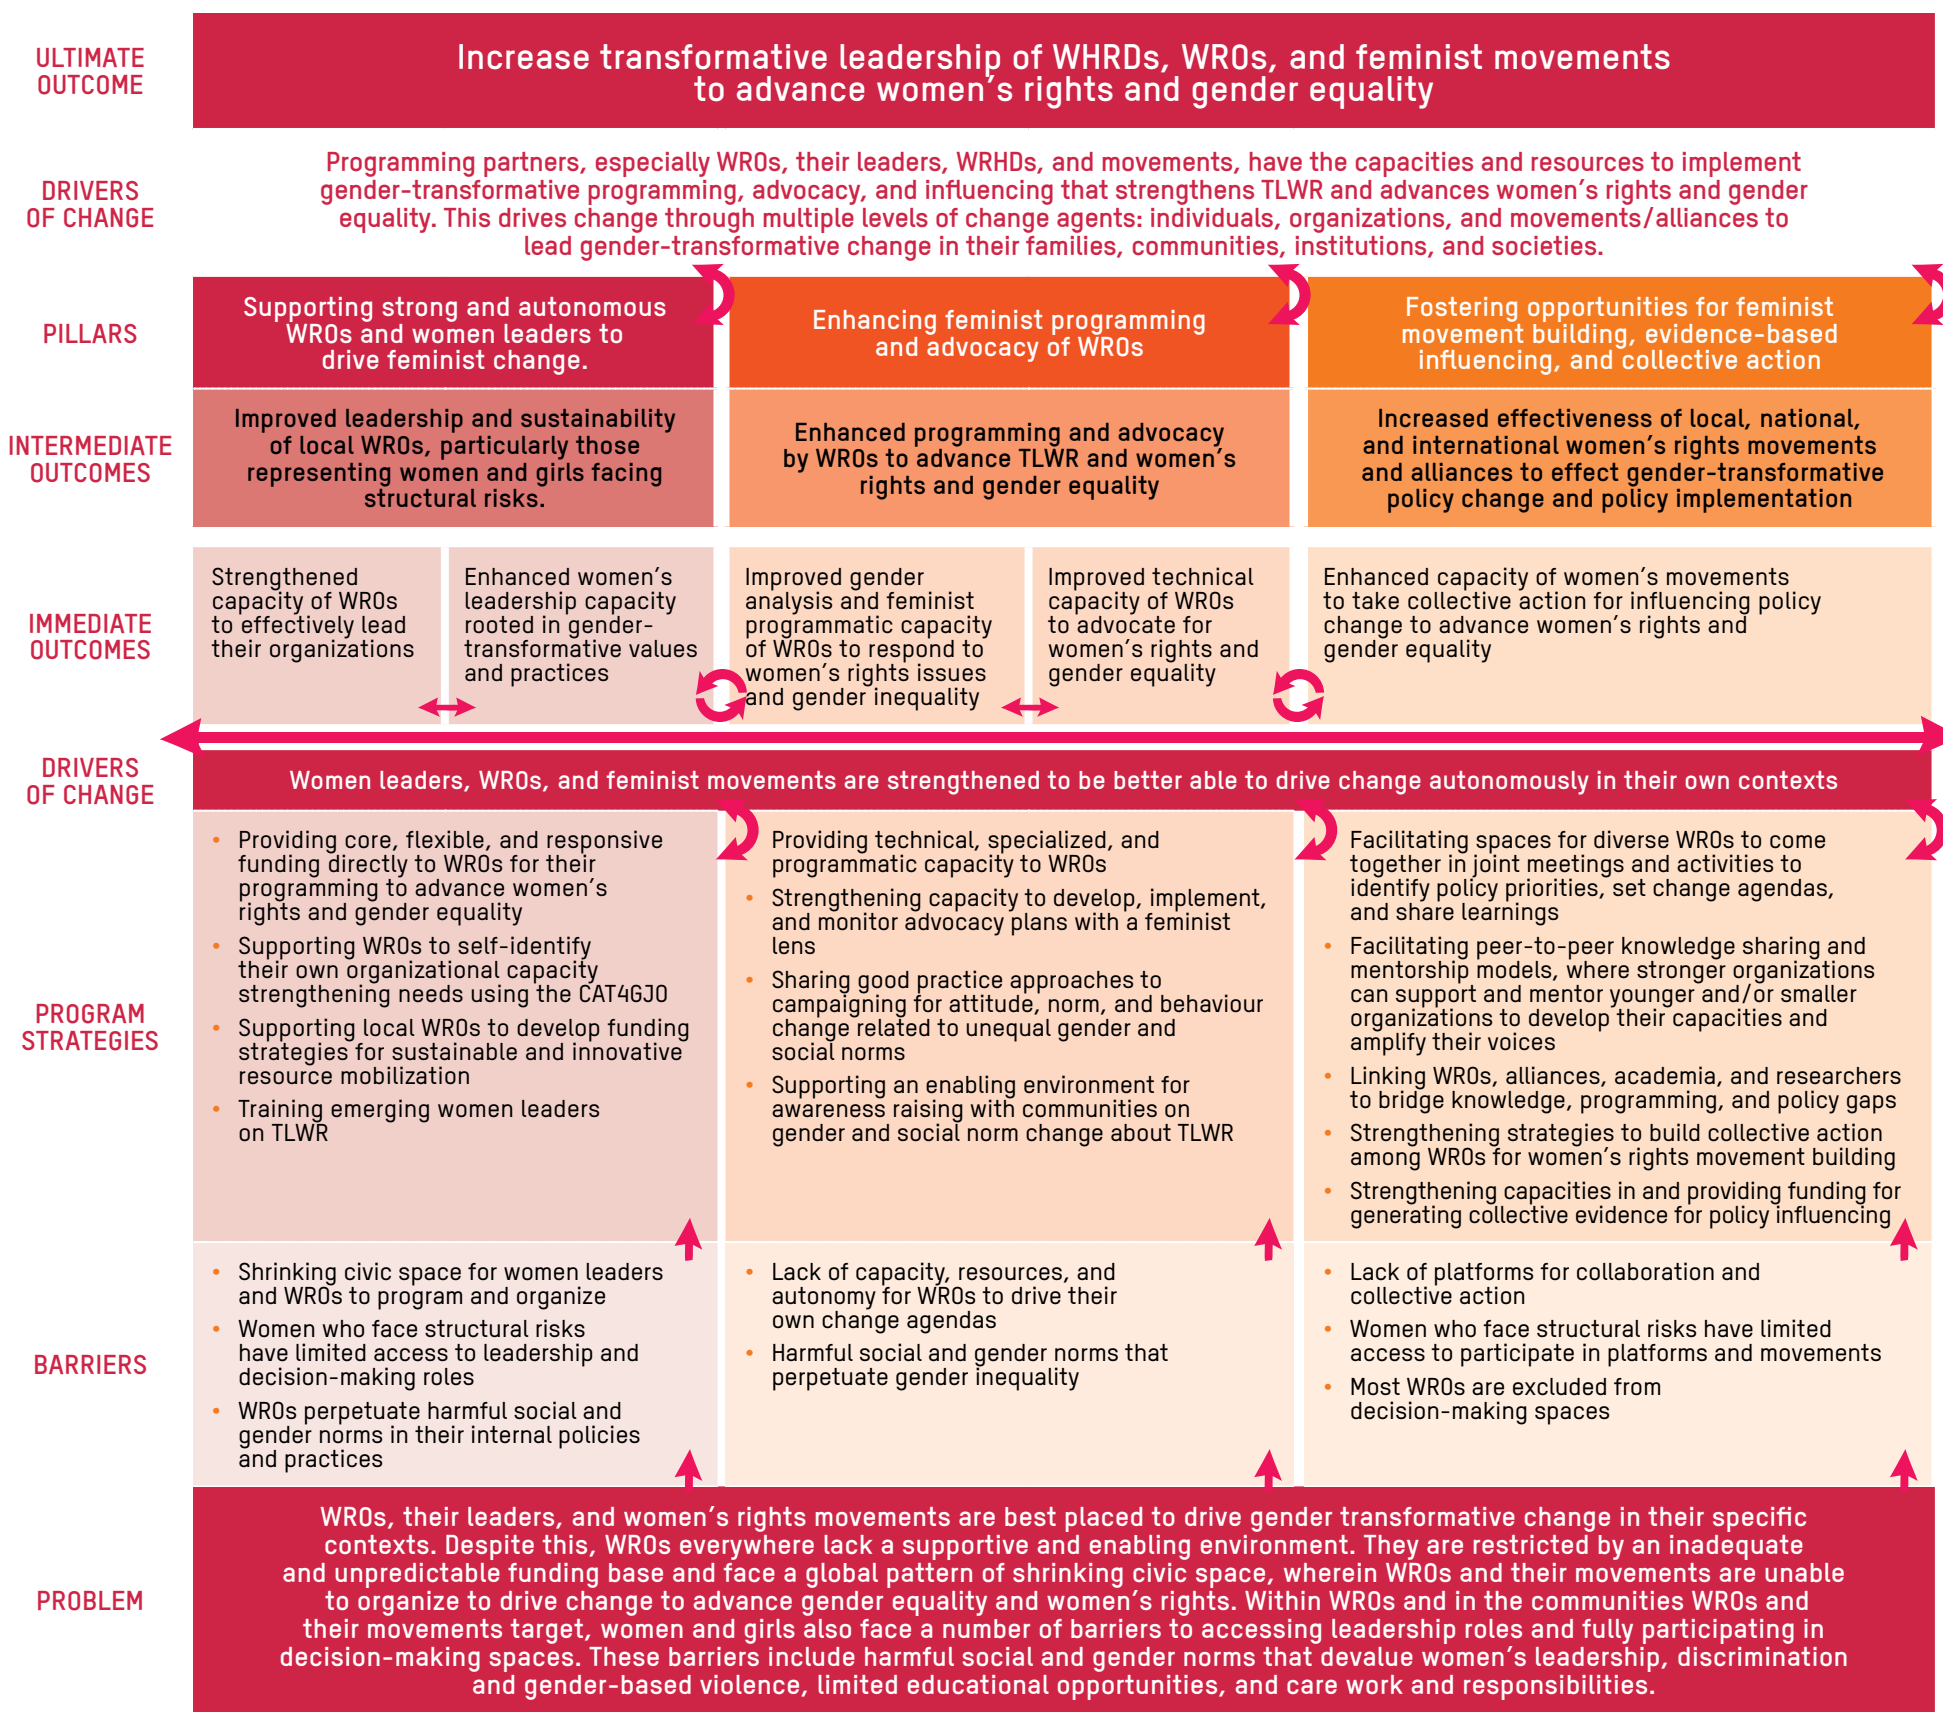 ULTIMATE
OUTCOME
Increase transformative leadership of WHRDs, WROs, and feminist movements
to advance women's rights and gender equality
DRIVERS
OF CHANGE
Programming partners, especially WROs, their leaders, WRHDs, and movements, have the capacities and resources to implement
gender-transformative programming, advocacy, and influencing that strengthens TLWR and advances women's rights and gender
equality. This drives change through multiple levels of change agents: individuals, organizations, and movements/alliances to
lead gender-transformative change in their families, communities, institutions, and societies.
PILLARS
Supporting strong and autonomous
WROs and women leaders to
drive feminist change.
Enhancing feminist programming
and advocacy of WROs
Fostering opportunities for feminist
movement building, evidence-based
influencing, and collective action
INTERMEDIATE
OUTCOMES
Improved leadership and sustainability
of local WROs, particularly those
representing women and girls facing
structural risks.
Enhanced programming and advocacy
by WROs to advance TLWR and women's
rights and gender equality
Increased effectiveness of local, national,
and international women's rights movements
and alliances to effect gender-transformative
policy change and policy implementation
IMMEDIATE
OUTCOMES
Strengthened
capacity of WROs
to effectively lead
their organizations
Enhanced women's
leadership capacity
rooted in gender-
transformative values
and practices
Improved gender
analysis and feminist
programmatic capacity
of WROs to respond to
women's rights issues
and gender inequality
Improved technical
capacity of WROs
to advocate for
women's rights and
gender equality
Enhanced capacity of women's movements
to take collective action for influencing policy
change to advance women's rights and
gender equality
DRIVERS
OF CHANGE
Women leaders, WROs, and feminist movements are strengthened to be better able to drive change autonomously in their own contexts
PROGRAM
STRATEGIES
• Providing core, flexible, and responsive
funding directly to WROs for their
programming to advance women's
rights and gender equality
• Supporting WROs to self-identify
their own organizational capacity
strengthening needs using the CAT4GJO
• Supporting local WROs to develop funding
strategies for sustainable and innovative
resource mobilization
• Training emerging women leaders
on TLWR
Providing technical, specialized, and
programmatic capacity to WROs
• Strengthening capacity to develop, implement,
and monitor advocacy plans with a feminist
lens
• Sharing good practice approaches to
campaigning for attitude, norm, and behaviour
change related to unequal gender and
social norms
• Supporting an enabling environment for
awareness raising with communities on
gender and social norm change about TLWR
Facilitating spaces for diverse WROs to come
together in joint meetings and activities to
identify policy priorities, set change agendas,
and share learnings
• Facilitating peer-to-peer knowledge sharing and
mentorship models, where stronger organizations
can support and mentor younger and/or smaller
organizations to develop their capacities and
amplify their voices
• Linking WROs, alliances, academia, and researchers
to bridge knowledge, programming, and policy gaps
• Strengthening strategies to build collective action
among WROs for women's rights movement building
• Strengthening capacities in and providing funding for
generating collective evidence for policy influencing
BARRIERS
• Shrinking civic space for women leaders
and WROs to program and organize
• Women who face structural risks
have limited access to leadership and
decision-making roles
• WROs perpetuate harmful social and
gender norms in their internal policies
and practices
• Lack of capacity, resources, and
autonomy for WROs to drive their
own change agendas
• Harmful social and gender norms that
perpetuate gender inequality
• Lack of platforms for collaboration and
collective action
• Women who face structural risks have limited
access to participate in platforms and movements
• Most WROs are excluded from
decision-making spaces
PROBLEM
WROs, their leaders, and women's rights movements are best placed to drive gender transformative change in their specific
contexts. Despite this, WROs everywhere lack a supportive and enabling environment. They are restricted by an inadequate
and unpredictable funding base and face a global pattern of shrinking civic space, wherein WROs and their movements are unable
to organize to drive change to advance gender equality and women's rights. Within WROs and in the communities WROs and
their movements target, women and girls also face a number of barriers to accessing leadership roles and fully participating in
decision-making spaces. These barriers include harmful social and gender norms that devalue women's leadership, discrimination
and gender-based violence, limited educational opportunities, and care work and responsibilities.